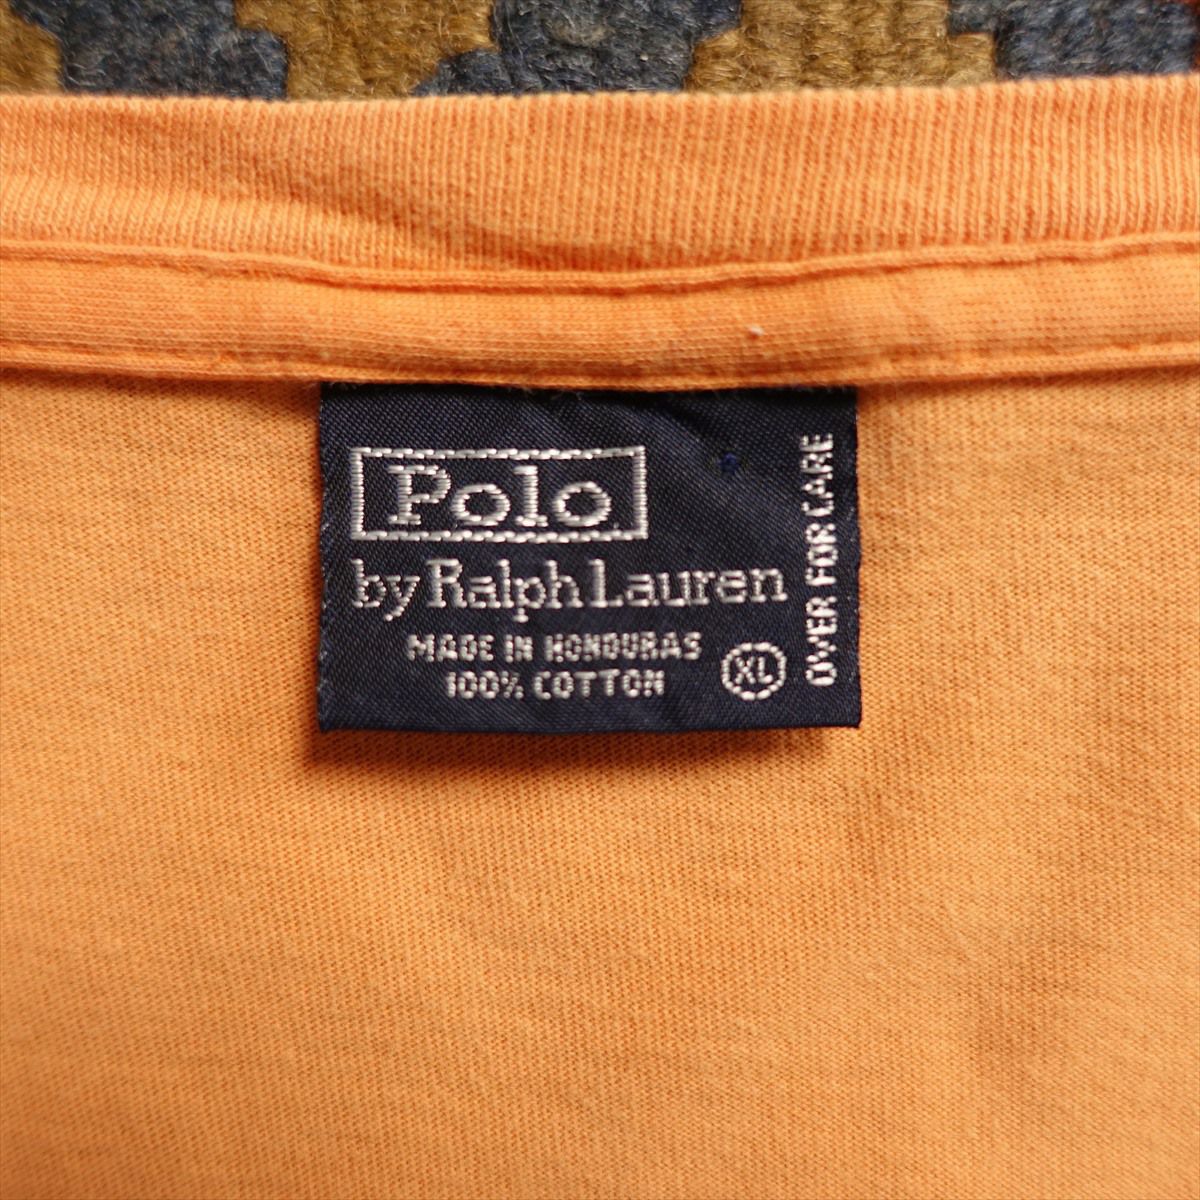 Polo
by Ralph Lauren
MADE IN HONDURAS
100% COTTON
XL
OVER FOR CARE